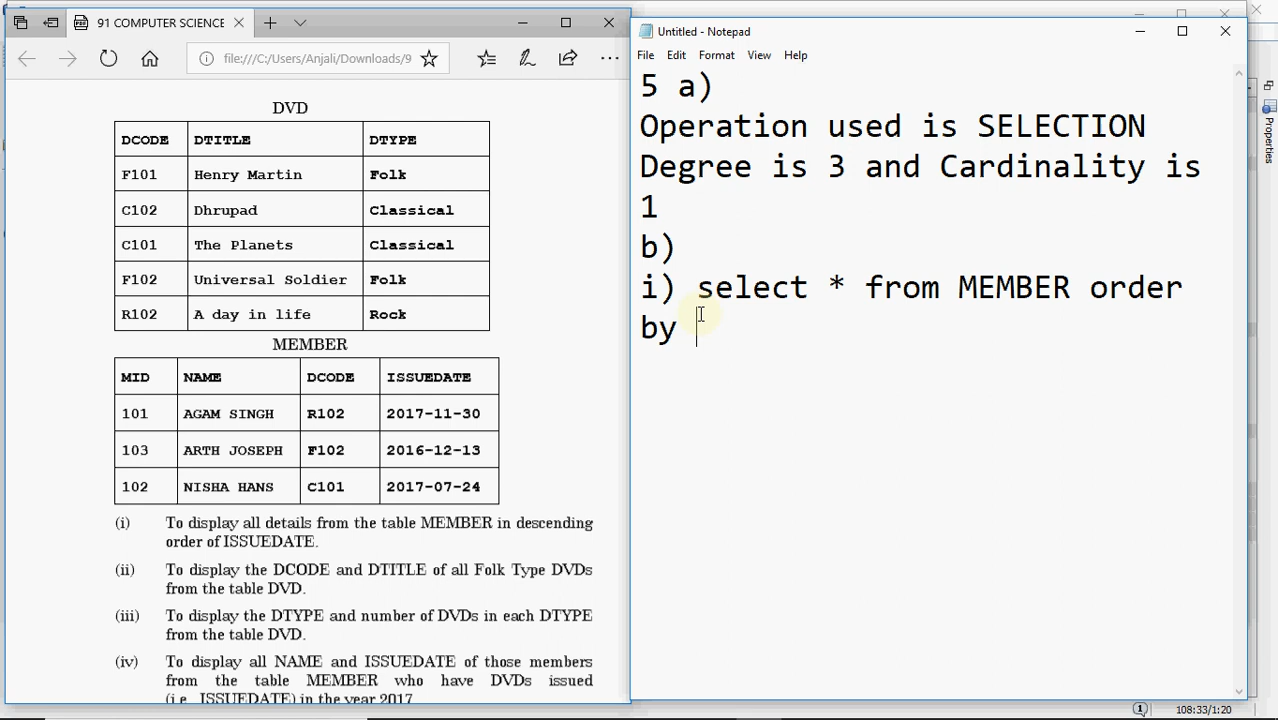 91 COMPUTER SCIENCE
file:///C:/Users/Anjali/Downloads/9
DVD
DCODE DTITLE DTYPE
F101 Henry Martin Folk
C102 Dhrupad Classical
C101 The Planets Classical
F102 Universal Soldier Folk
R102 A day in life Rock
MEMBER
MID NAME DCODE ISSUEDATE
101 AGAM SINGH R102 2017-11-30
103 ARTH JOSEPH F102 2016-12-13
102 NISHA HANS C101 2017-07-24
(i) To display all details from the table MEMBER in descending
order of ISSUEDATE.
(ii) To display the DCODE and DTITLE of all Folk Type DVDs
from the table DVD.
(iii) To display the DTYPE and number of DVDs in each DTYPE
from the table DVD.
(iv) To display all NAME and ISSUEDATE of those members
from the table MEMBER who have DVDs issued
(i.e., ISSUEDATE) in the year 2017
Untitled - Notepad
File Edit Format View Help
5 a)
Operation used is SELECTION
Degree is 3 and Cardinality is
1
b)
i) select * from MEMBER order
by
Properties
1 108:33/1:20